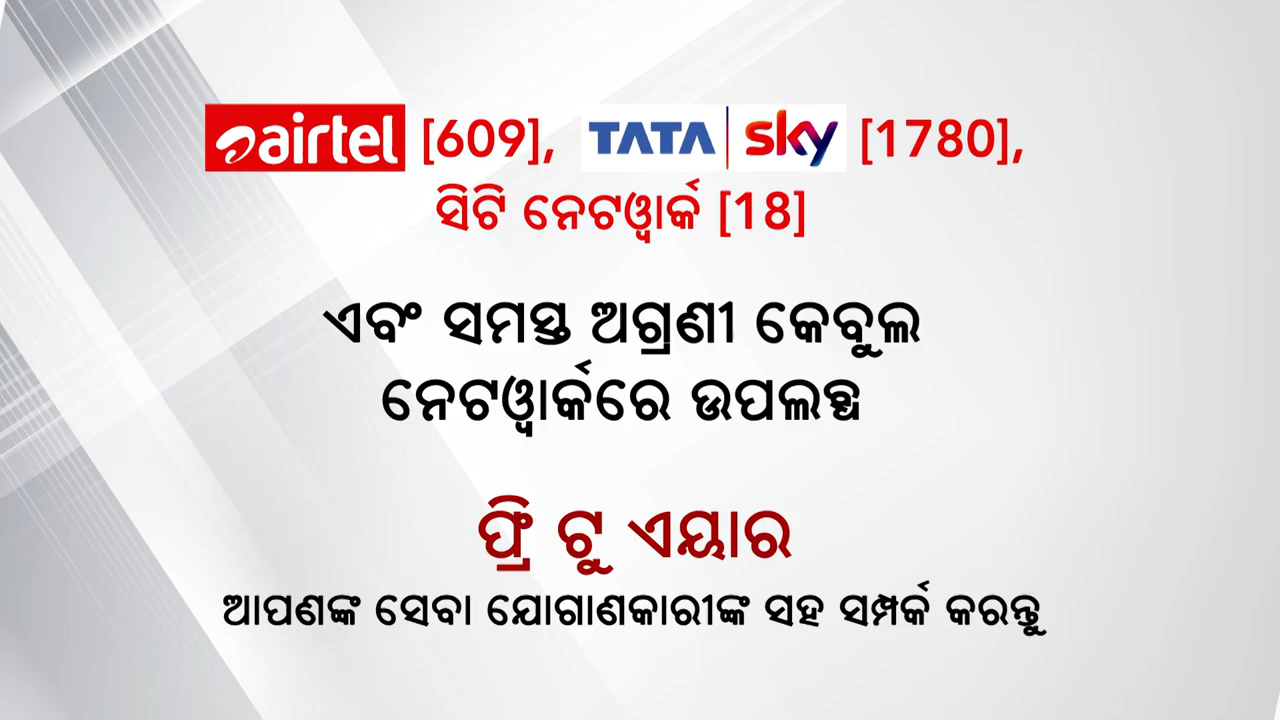 airtel [609], TATA sky [1780],
ସିଟି ନେଟୱାର୍କ [18]
ଏବଂ ସମସ୍ତ ଅଗ୍ରଣୀ କେବୁଲ
ନେଟୱାର୍କରେ ଉପଲବ୍ଧ
ଫ୍ରି ଟୁ ଏୟାର
ଆପଣଙ୍କ ସେବା ଯୋଗାଣକାରୀଙ୍କ ସହ ସମ୍ପର୍କ କରନ୍ତୁ